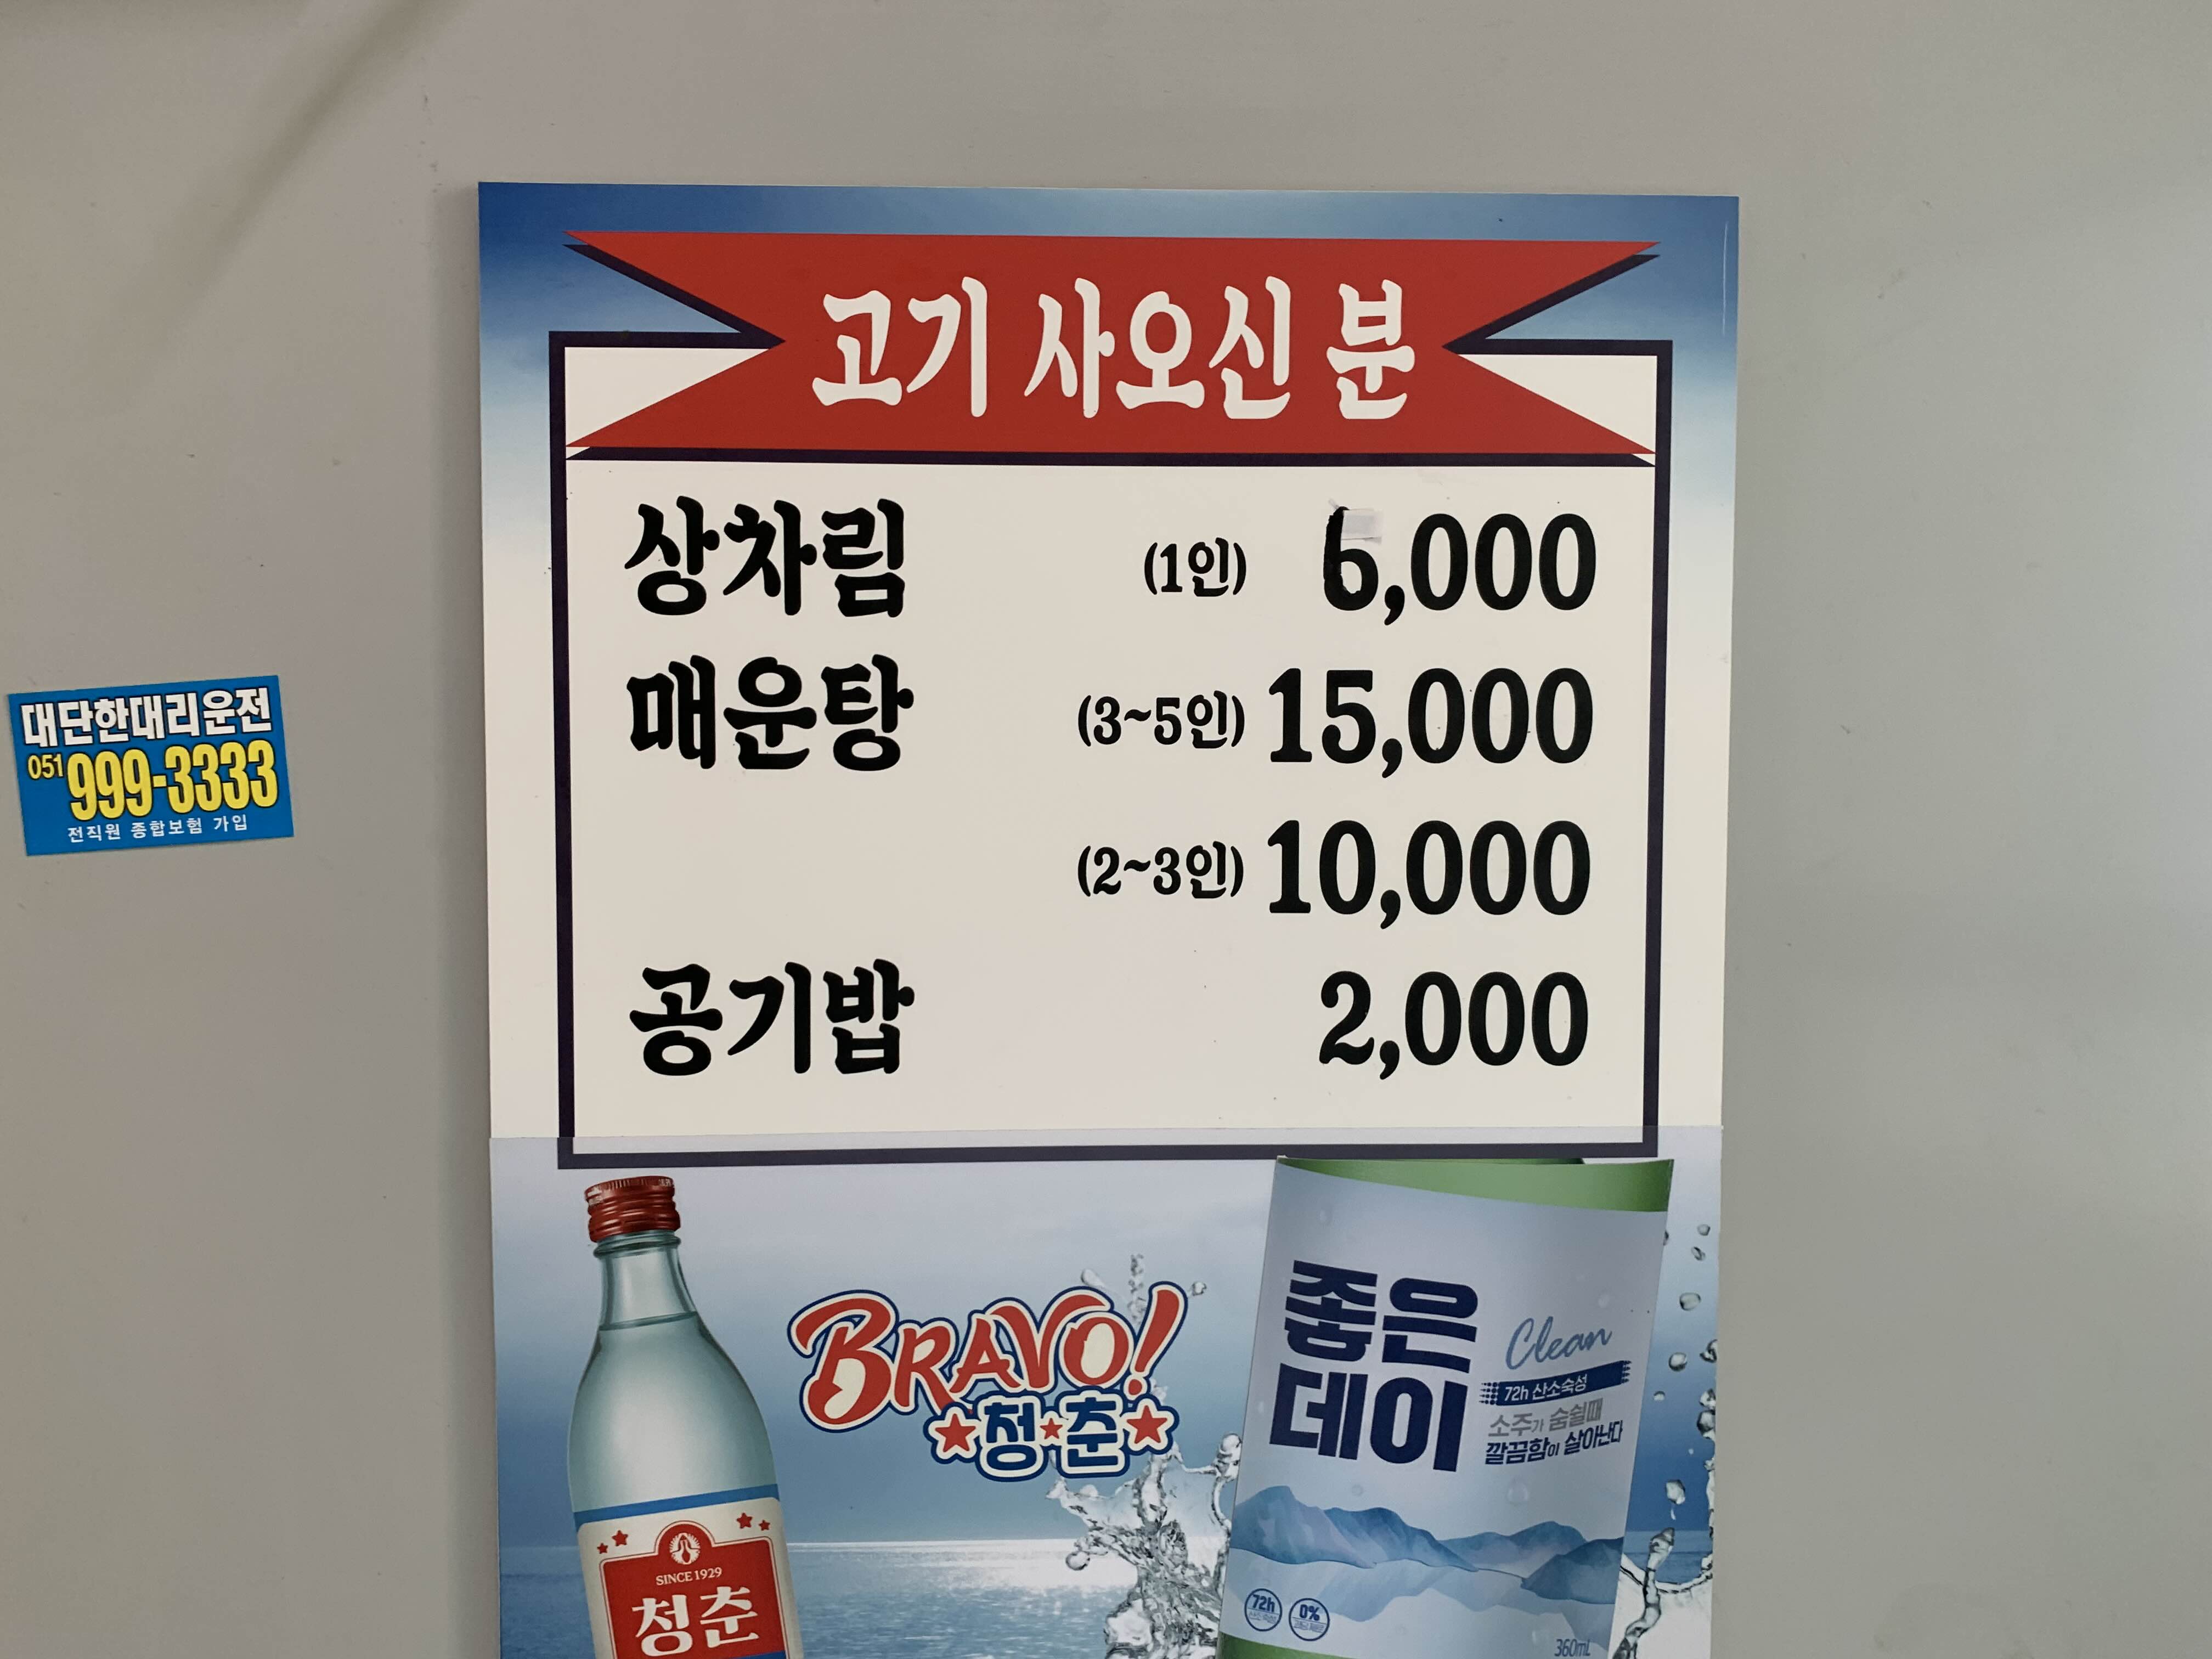 고기 사오신 분
상차림 (1인) 6,000
매운탕 (3~5인) 15,000
(2~3인) 10,000
공기밥 2,000
대단한대리운전
051 999-3333
전직원 종합보험 가입
BRAVO!
청춘
SINCE 1929
청춘
좋은
데이
Clean
72h 산소숙성
소주가 숨쉴때
깔끔함이 살아난다
72h
0%
360mL